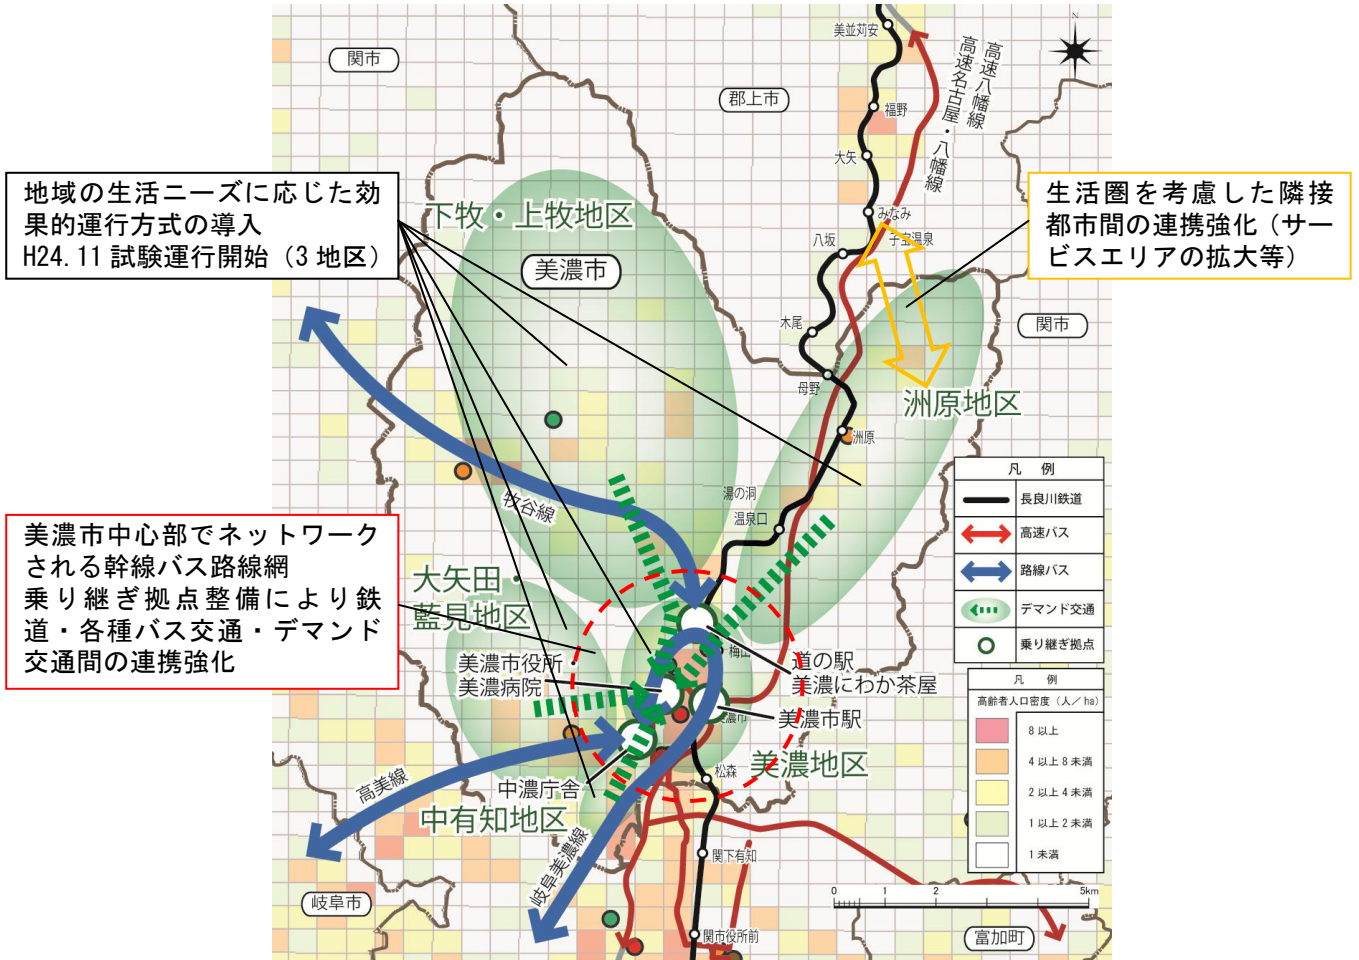 関市
郡上市
美並苅安
福野
大矢
みなみ
子宝温泉
八坂
高速八幡線
高速名古屋・八幡線
地域の生活ニーズに応じた効
果的運行方式の導入
H24.11 試験運行開始（3 地区）
下牧・上牧地区
美濃市
生活圏を考慮した隣接
都市間の連携強化（サー
ビスエリアの拡大等）
関市
木尾
母野
洲原地区
洲原
湯の洞
温泉口
牧谷線
凡 例
長良川鉄道
高速バス
路線バス
デマンド交通
乗り継ぎ拠点
美濃市中心部でネットワーク
される幹線バス路線網
乗り継ぎ拠点整備により鉄
道・各種バス交通・デマンド
交通間の連携強化
大矢田・
藍見地区
美濃市役所・
美濃病院
梅山
道の駅
美濃にわか茶屋
美濃市駅
美濃市
美濃地区
松森
中濃庁舎
中有知地区
高美線
岐阜美濃線
関下有知
関市役所前
岐阜市
富加町
凡 例
高齢者人口密度（人／ha）
8 以上
4 以上 8 未満
2 以上 4 未満
1 以上 2 未満
1 未満
0 1 2 5km